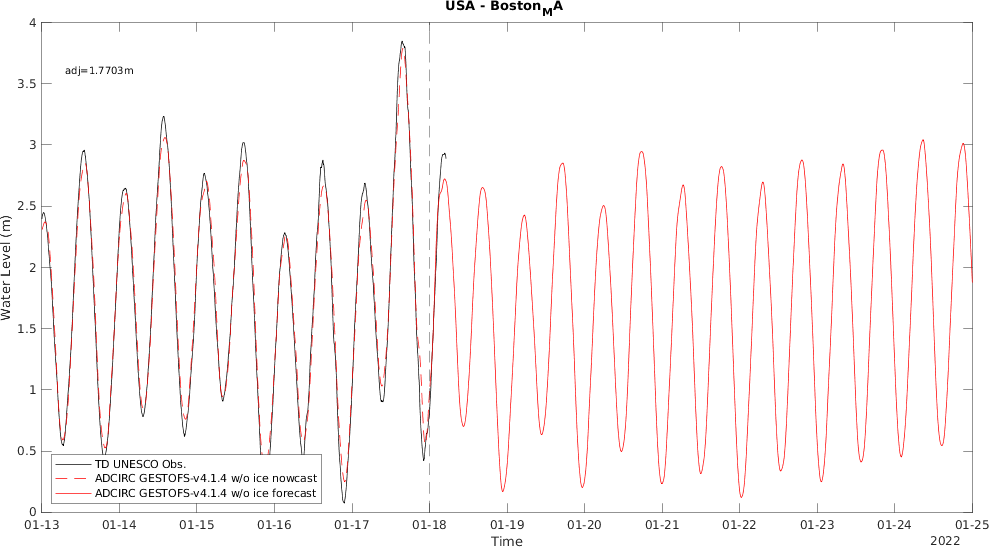 USA - Boston_MA
adj=1.7703m
Water Level (m)
4
3.5
3
2.5
2
1.5
1
0.5
0
TD UNESCO Obs.
ADCIRC GESTOFS-v4.1.4 w/o ice nowcast
ADCIRC GESTOFS-v4.1.4 w/o ice forecast
01-13 01-14 01-15 01-16 01-17 01-18 01-19 01-20 01-21 01-22 01-23 01-24 01-25
Time
2022